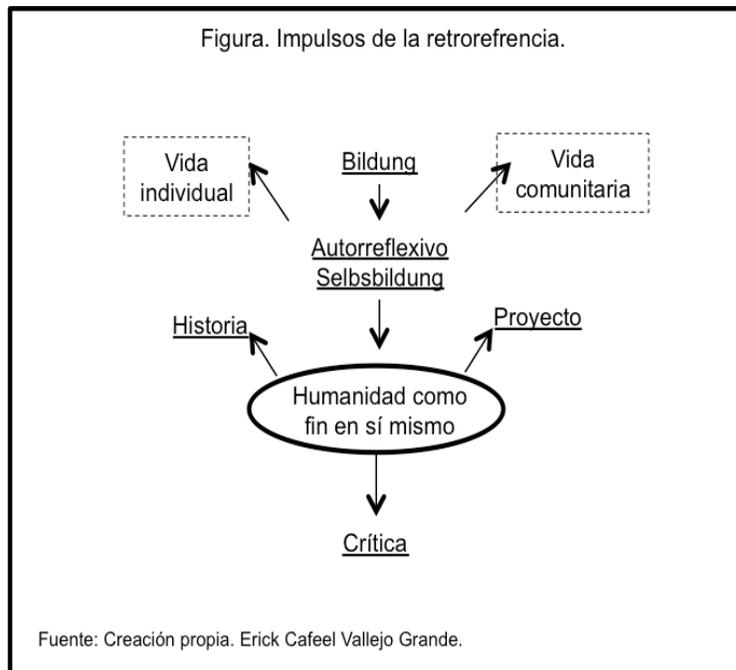 Figura. Impulsos de la retrorefrencia.
Vida
individual
Bildung
Vida
comunitaria
Autorreflexivo
Selbsbildung
Historia
Proyecto
Humanidad como
fin en sí mismo
Crítica
Fuente: Creación propia. Erick Cafeel Vallejo Grande.